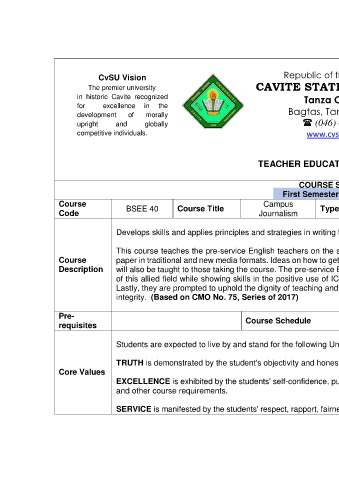 CvSU Vision
The premier university
in historic Cavite recognized
for excellence in the
development of morally
upright and globally
competitive individuals.
Republic of
CAVITE STAT
Tanza C
Bagtas, Tan
☎ (046)
www.cvs
TEACHER EDUCAT
COURSE S
First Semester
Course Code
BSEE 40
Course Title
Campus Journalism
Type
Course Description
Develops skills and applies principles and strategies in writing
This course teaches the pre-service English teachers on the s
paper in traditional and new media formats. Ideas on how to get
will also be taught to those taking the course. The pre-service E
of this allied field while showing skills in the positive use of IC
Lastly, they are prompted to uphold the dignity of teaching and
integrity. (Based on CMO No. 75, Series of 2017)
Pre-requisites
Course Schedule
Core Values
Students are expected to live by and stand for the following Un
TRUTH is demonstrated by the student's objectivity and hones
EXCELLENCE is exhibited by the students' self-confidence, pu
and other course requirements.
SERVICE is manifested by the students' respect, rapport, fairne